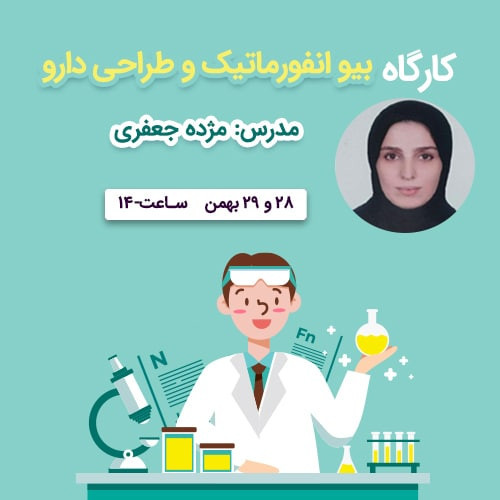 کارگاه بیو انفورماتیک و طراحی دارو
مدرس: مژده جعفری
۲۸ و ۲۹ بهمن ساعت-۱۴
N
Fn